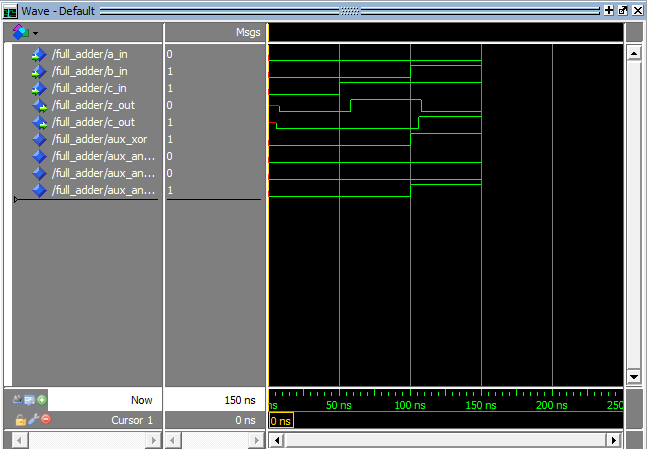 Wave - Default
Msgs
/full_adder/a_in 0
/full_adder/b_in 1
/full_adder/c_in 1
/full_adder/z_out 0
/full_adder/c_out 1
/full_adder/aux_xor 1
/full_adder/aux_an... 0
/full_adder/aux_an... 0
/full_adder/aux_an... 1
Now 150 ns ns 50 ns 100 ns 150 ns 200 ns 250
Cursor 1 0 ns 0 ns